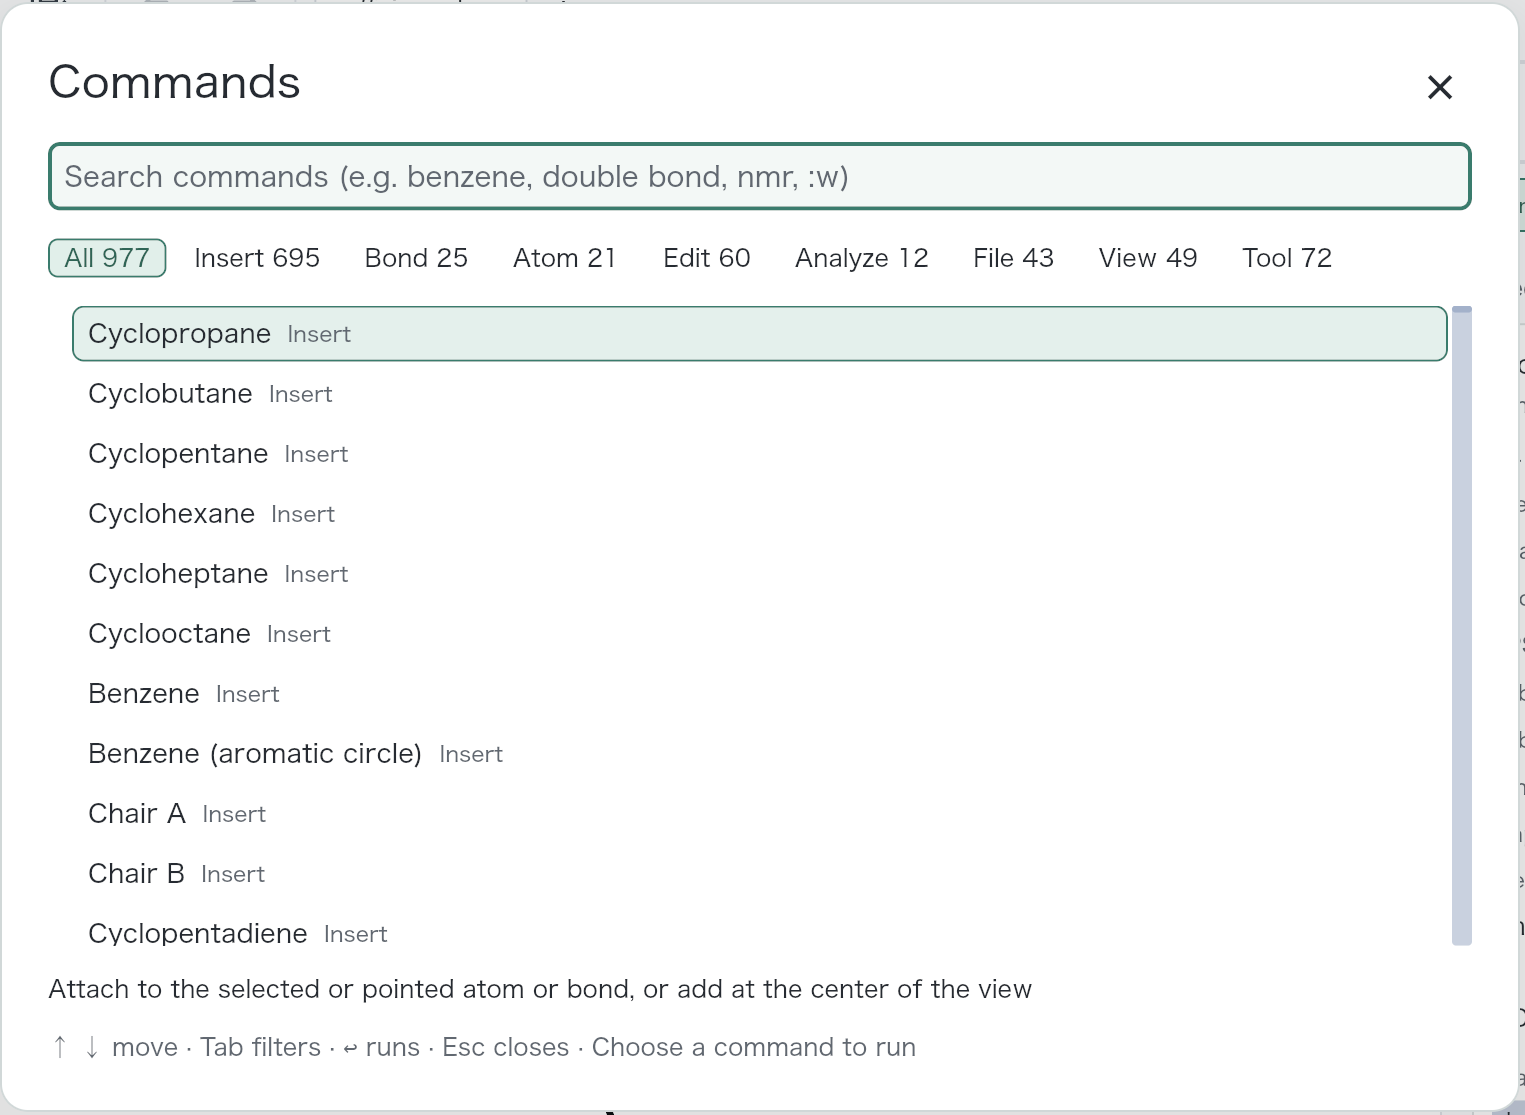 Commands ✕
Search commands (e.g. benzene, double bond, nmr, :w)
All 977 Insert 695 Bond 25 Atom 21 Edit 60 Analyze 12 File 43 View 49 Tool 72
Cyclopropane Insert
Cyclobutane Insert
Cyclopentane Insert
Cyclohexane Insert
Cycloheptane Insert
Cyclooctane Insert
Benzene Insert
Benzene (aromatic circle) Insert
Chair A Insert
Chair B Insert
Cyclopentadiene Insert
Attach to the selected or pointed atom or bond, or add at the center of the view
↑ ↓ move · Tab filters · ↩ runs · Esc closes · Choose a command to run